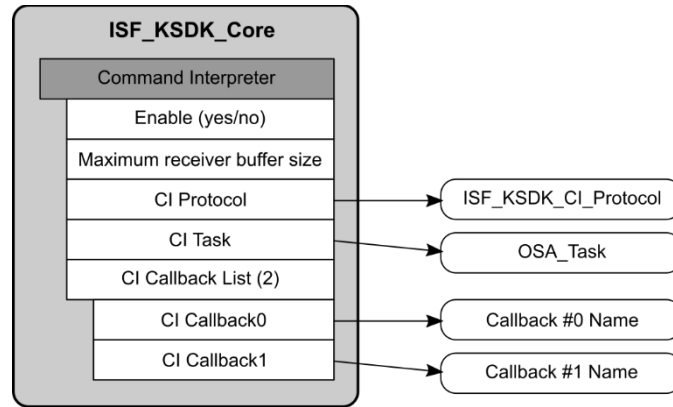 ISF_KSDK_Core
Command Interpreter
Enable (yes/no)
Maximum receiver buffer size
CI Protocol
ISF_KSDK_CI_Protocol
CI Task
OSA_Task
CI Callback List (2)
CI Callback0
Callback #0 Name
CI Callback1
Callback #1 Name